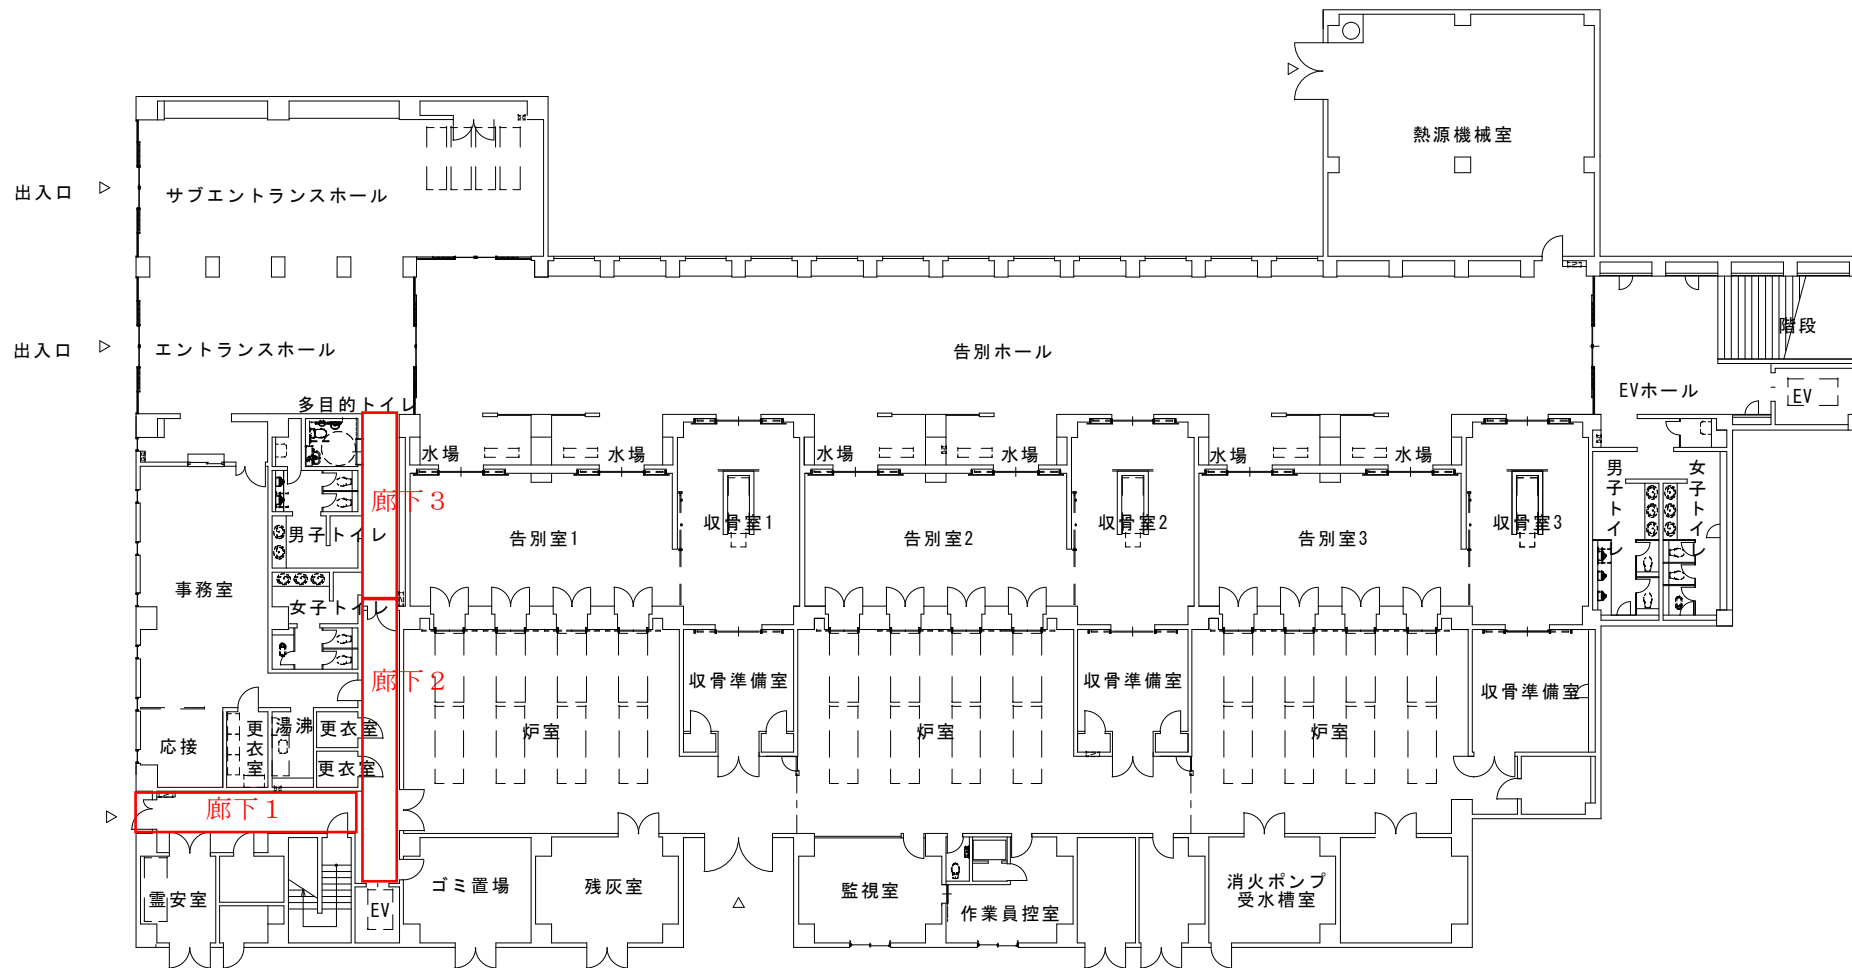 熱源機械室
出入口
サブエントランスホール
出入口
エントランスホール
告別ホール
階段
EVホール
EV
多目的トイレ
水場
水場
水場
水場
水場
水場
廊下3
男子トイレ
告別室1
収骨室1
告別室2
収骨室2
告別室3
収骨室3
男子トイレ
女子トイレ
事務室
女子トイレ
廊下2
収骨準備室
収骨準備室
収骨準備室
応接
更衣室
湯沸
更衣室
更衣室
炉室
炉室
炉室
廊下1
霊安室
EV
ゴミ置場
残灰室
監視室
作業員控室
消火ポンプ
受水槽室